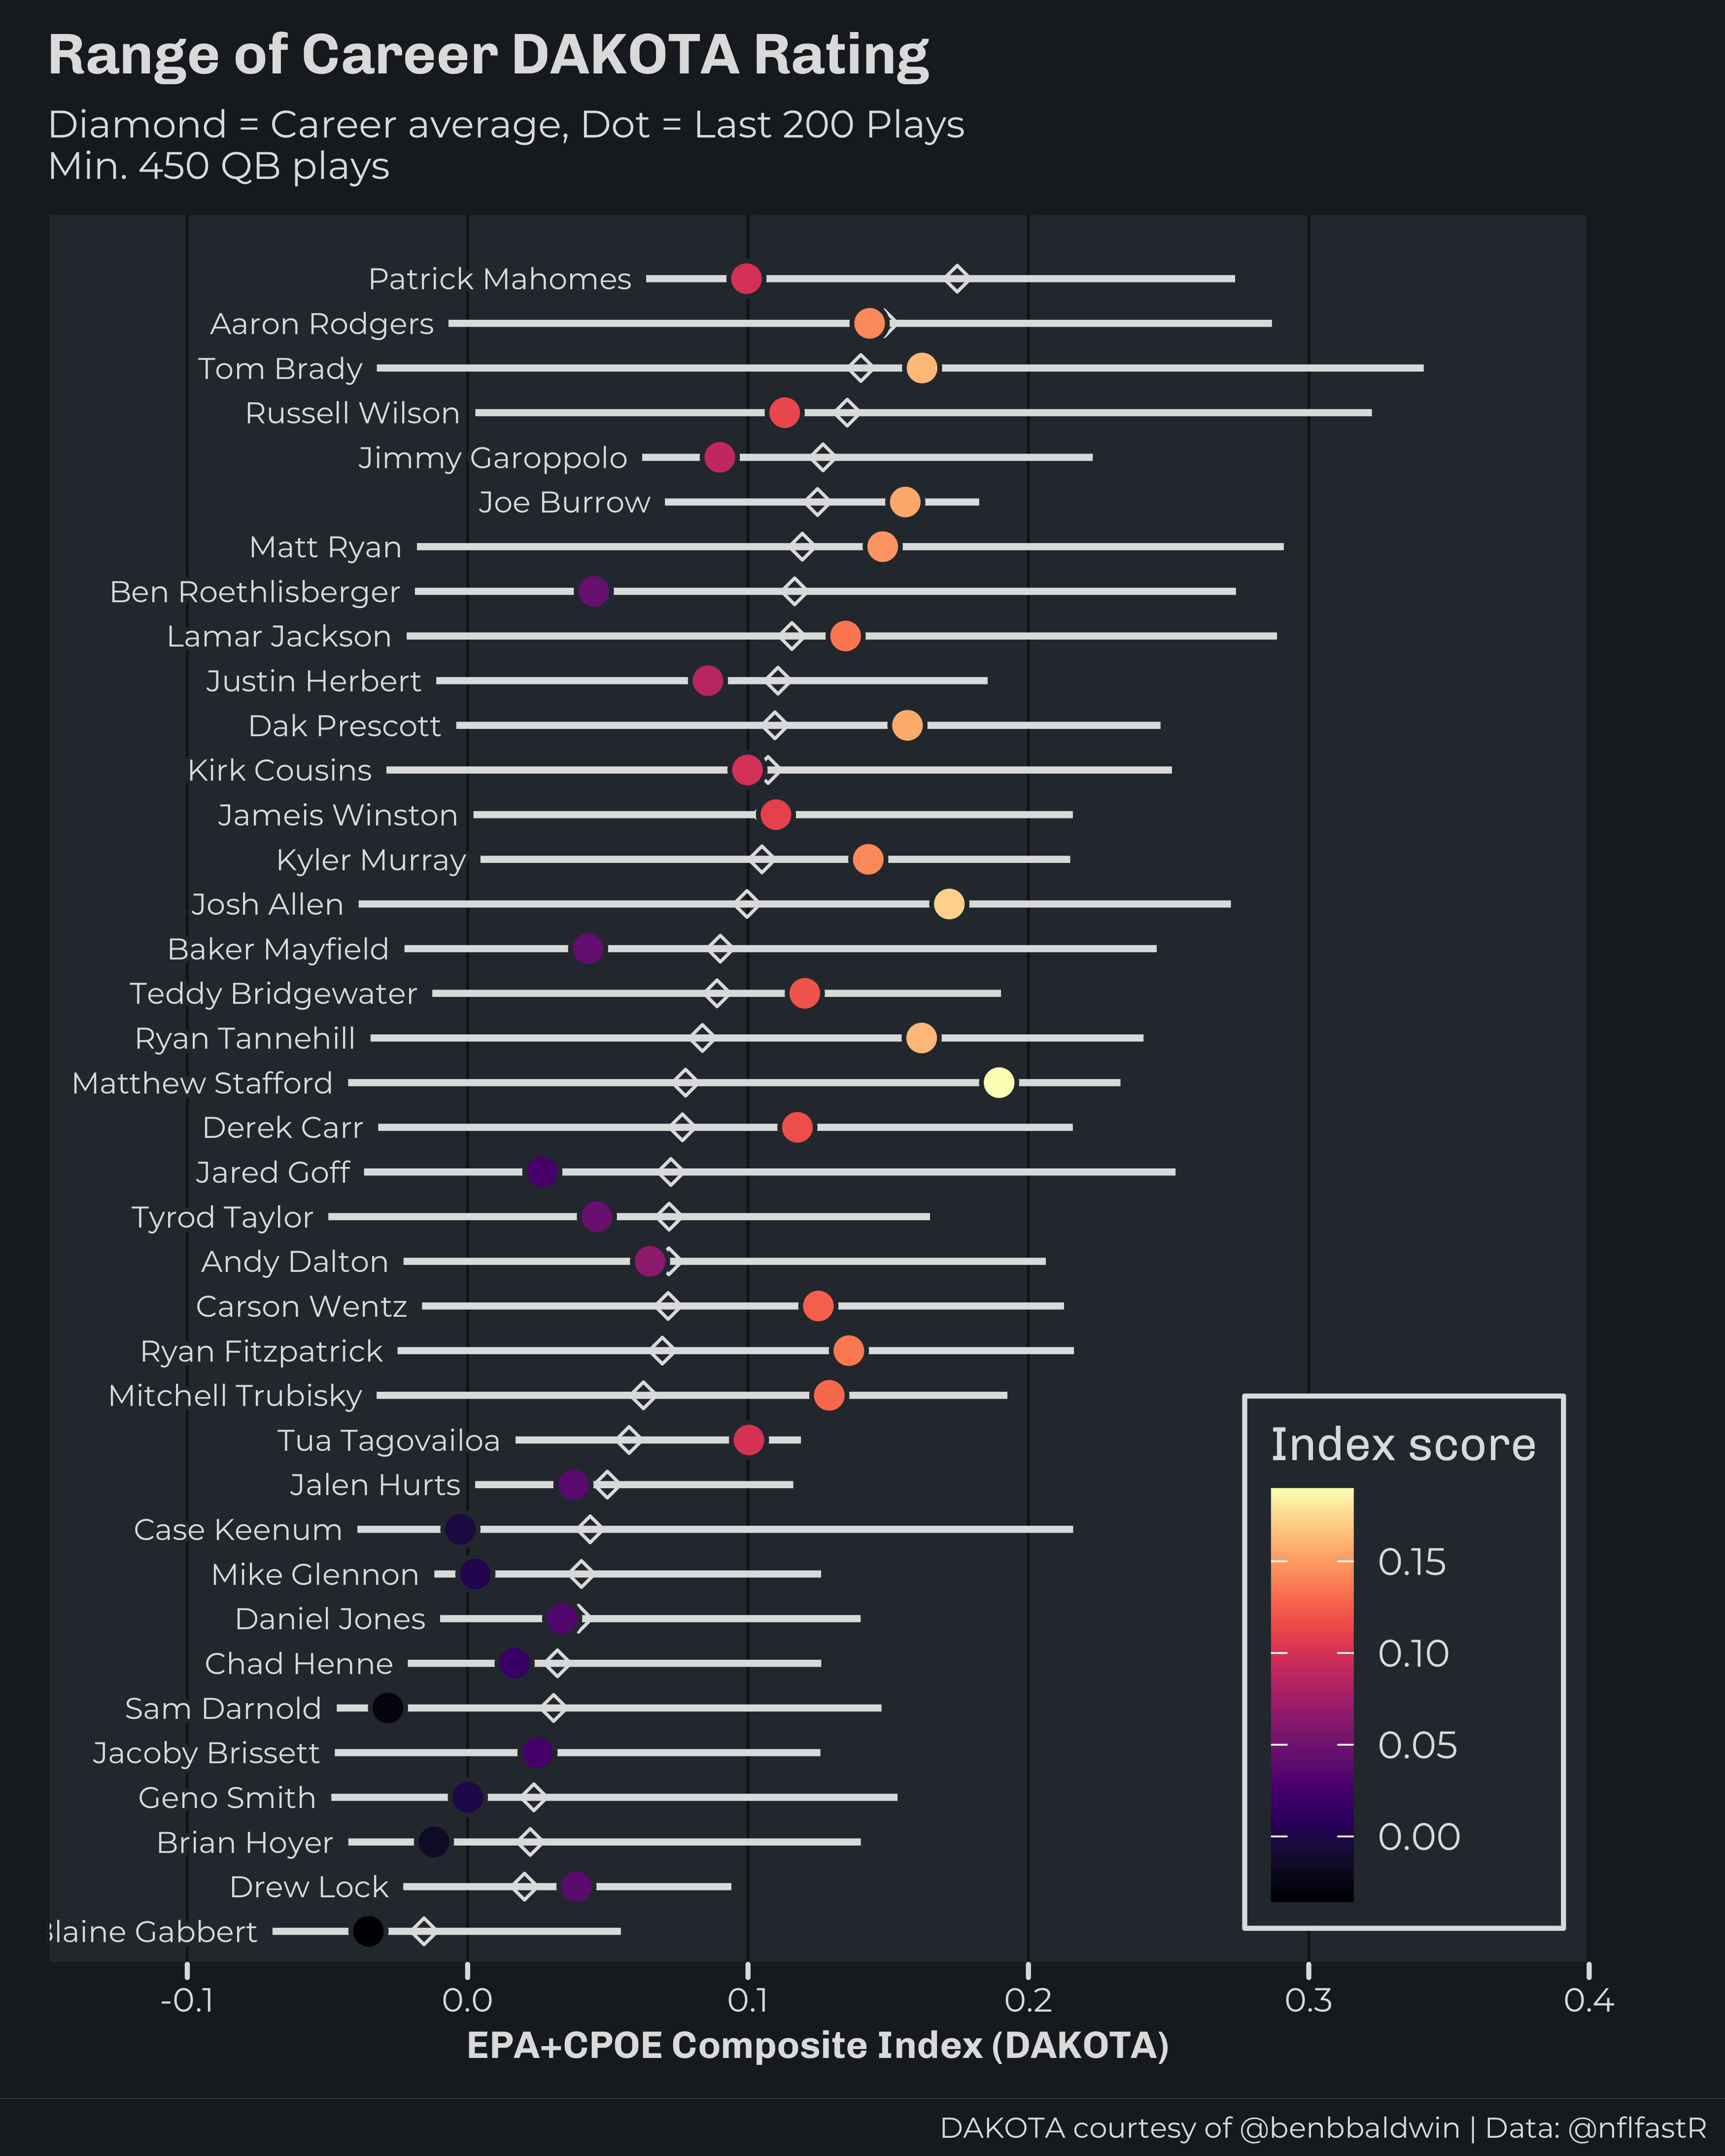 Range of Career DAKOTA Rating
Diamond = Career average, Dot = Last 200 Plays
Min. 450 QB plays
Patrick Mahomes
Aaron Rodgers
Tom Brady
Russell Wilson
Jimmy Garoppolo
Joe Burrow
Matt Ryan
Ben Roethlisberger
Lamar Jackson
Justin Herbert
Dak Prescott
Kirk Cousins
Jameis Winston
Kyler Murray
Josh Allen
Baker Mayfield
Teddy Bridgewater
Ryan Tannehill
Matthew Stafford
Derek Carr
Jared Goff
Tyrod Taylor
Andy Dalton
Carson Wentz
Ryan Fitzpatrick
Mitchell Trubisky
Tua Tagovailoa
Jalen Hurts
Case Keenum
Mike Glennon
Daniel Jones
Chad Henne
Sam Darnold
Jacoby Brissett
Geno Smith
Brian Hoyer
Drew Lock
Blaine Gabbert
Index score
0.15
0.10
0.05
0.00
-0.1 0.0 0.1 0.2 0.3 0.4
EPA+CPOE Composite Index (DAKOTA)
DAKOTA courtesy of @benbbaldwin | Data: @nflfastR